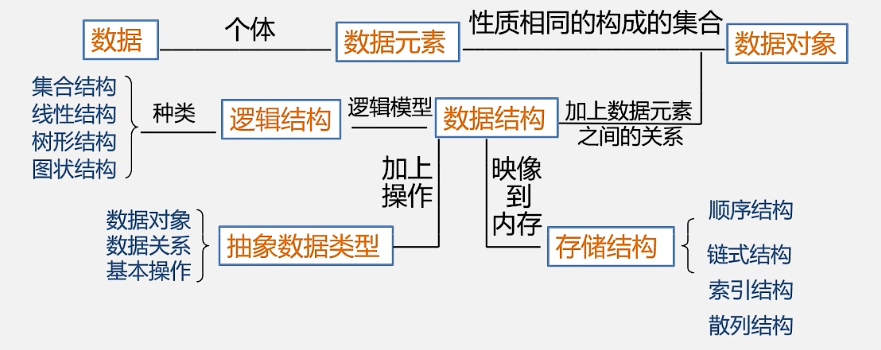 数据
个体
数据元素
性质相同的构成的集合
数据对象
集合结构
线性结构
树形结构
图状结构
种类
逻辑结构
逻辑模型
数据结构
加上数据元素
之间的关系
加上
操作
映像
到
内存
数据对象
数据关系
基本操作
抽象数据类型
存储结构
顺序结构
链式结构
索引结构
散列结构